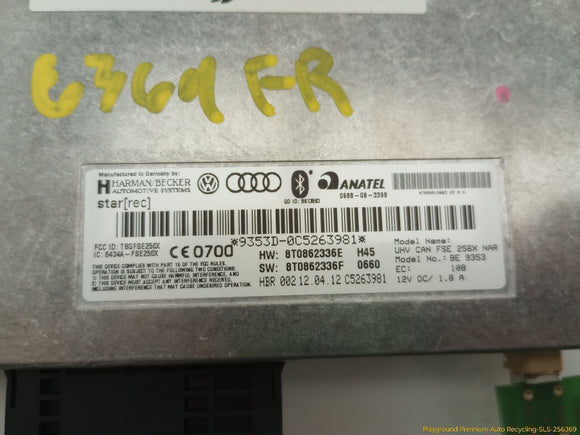 6369 FR
Manufactured in Germany by:
HARMAN/BECKER
AUTOMOTIVE SYSTEMS
star[rec]
ANATEL
0989-08-3398
*9353D-0C5263981*
FCC ID: T8GFSE256X
IC: 6434A-FSE256X
CE 0700
HW: 8T0862336E H45
SW: 8T0862336F 0660
HBR 002 12.04.12 C5263981
Model Name:
UHV CAN FSE 256X NAR
Model No.: BE 9353
EC: 108
12V DC/ 1.8 A
THIS DEVICE COMPLIES WITH PART 15 OF THE FCC RULES.
OPERATION IS SUBJECT TO THE FOLLOWING TWO CONDITIONS:
1) THIS DEVICE MAY NOT CAUSE HARMFUL INTERFERENCE, AND
2) THIS DEVICE MUST ACCEPT ANY INTERFERENCE RECEIVED,
INCLUDING INTERFERENCE THAT MAY CAUSE UNDESIRED OPERATION.
Playground Premium Auto Recycling-SLS-256369